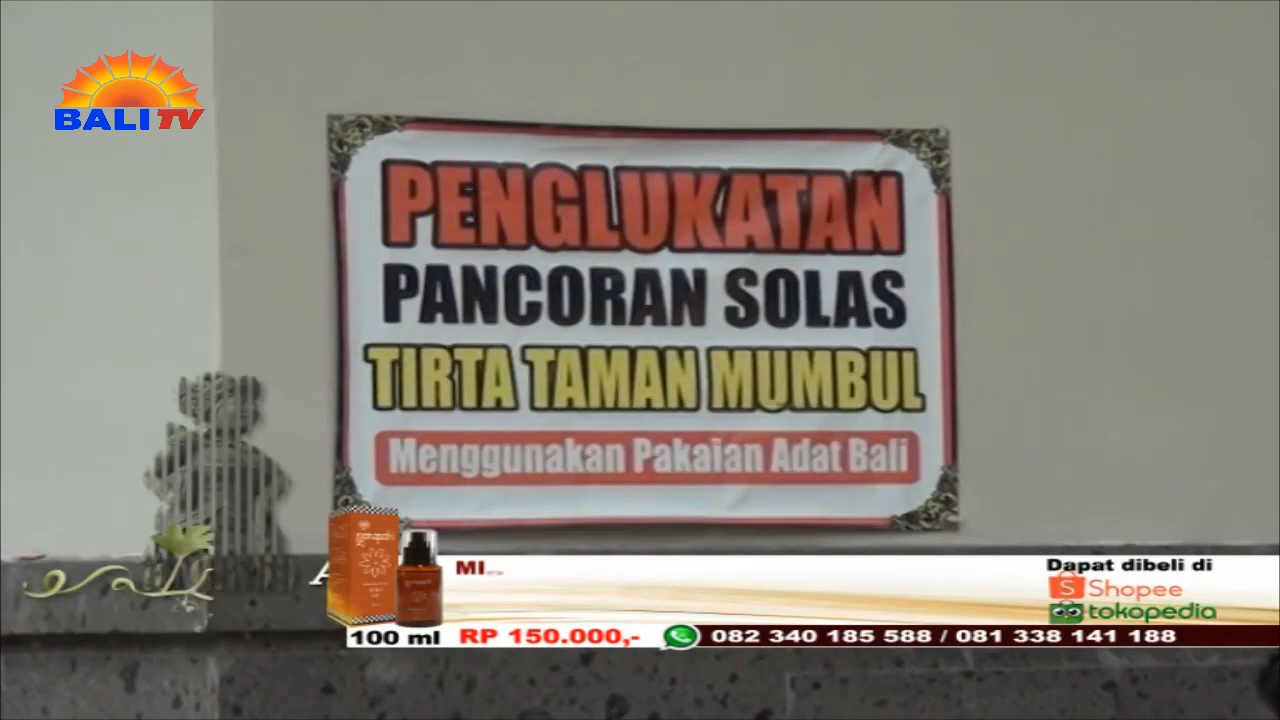 BALI TV
PENGLUKATAN
PANCORAN SOLAS
TIRTA TAMAN MUMBUL
Menggunakan Pakaian Adat Bali
MI
Dapat dibeli di
Shopee
tokopedia
100 ml RP 150.000,- 082 340 185 588 / 081 338 141 188